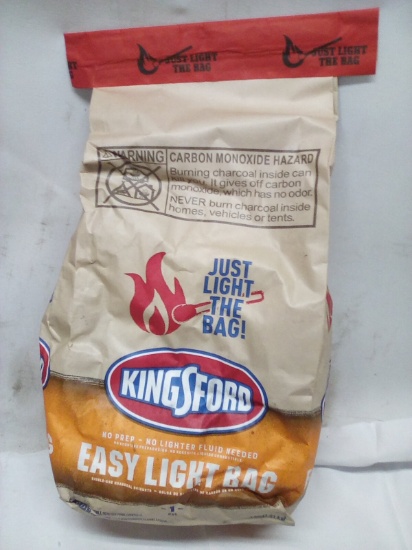 JUST LIGHT
THE BAG
JUST LIGHT
THE BAG
WARNING
CARBON MONOXIDE HAZARD
Burning charcoal inside can
kill you. It gives off carbon
monoxide, which has no odor.
NEVER burn charcoal inside
homes, vehicles or tents.
JUST
LIGHT
THE
BAG!
KINGSFORD
NO PREP – NO LIGHTER FLUID NEEDED
EASY LIGHT BAG